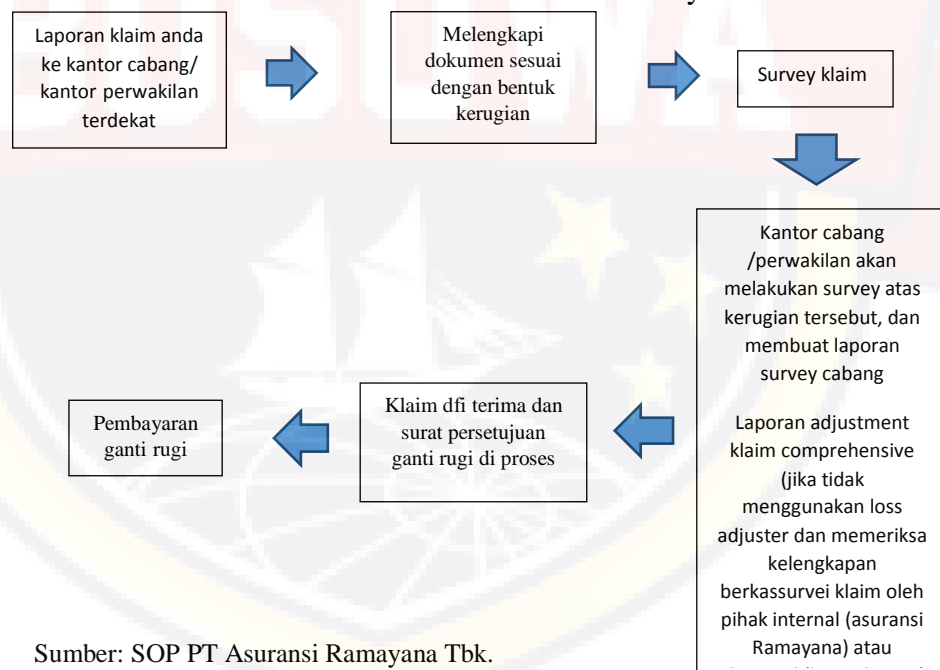 Laporan klaim anda
ke kantor cabang/
kantor perwakilan
terdekat
Melengkapi
dokumen sesuai
dengan bentuk
kerugian
Survey klaim
Kantor cabang
/perwakilan akan
melakukan survey atas
kerugian tersebut, dan
membuat laporan
survey cabang
Laporan adjustment
klaim comprehensive
(jika tidak
menggunakan loss
adjuster dan memeriksa
kelengkapan
berkassurvei klaim oleh
pihak internal (asuransi
Ramayana) atau
Klaim dfi terima dan
surat persetujuan
ganti rugi di proses
Pembayaran
ganti rugi
Sumber: SOP PT Asuransi Ramayana Tbk.